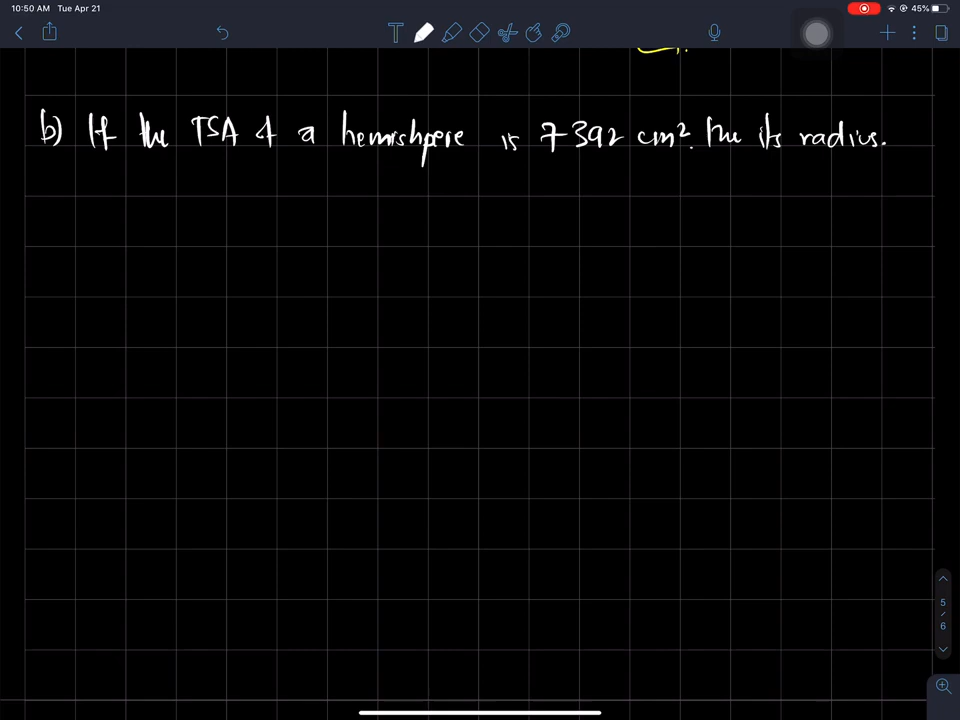 10:50 AM Tue Apr 21 45%
T
b) If the TSA of a hemishpere is 7392 cm². the its radius.
5
6